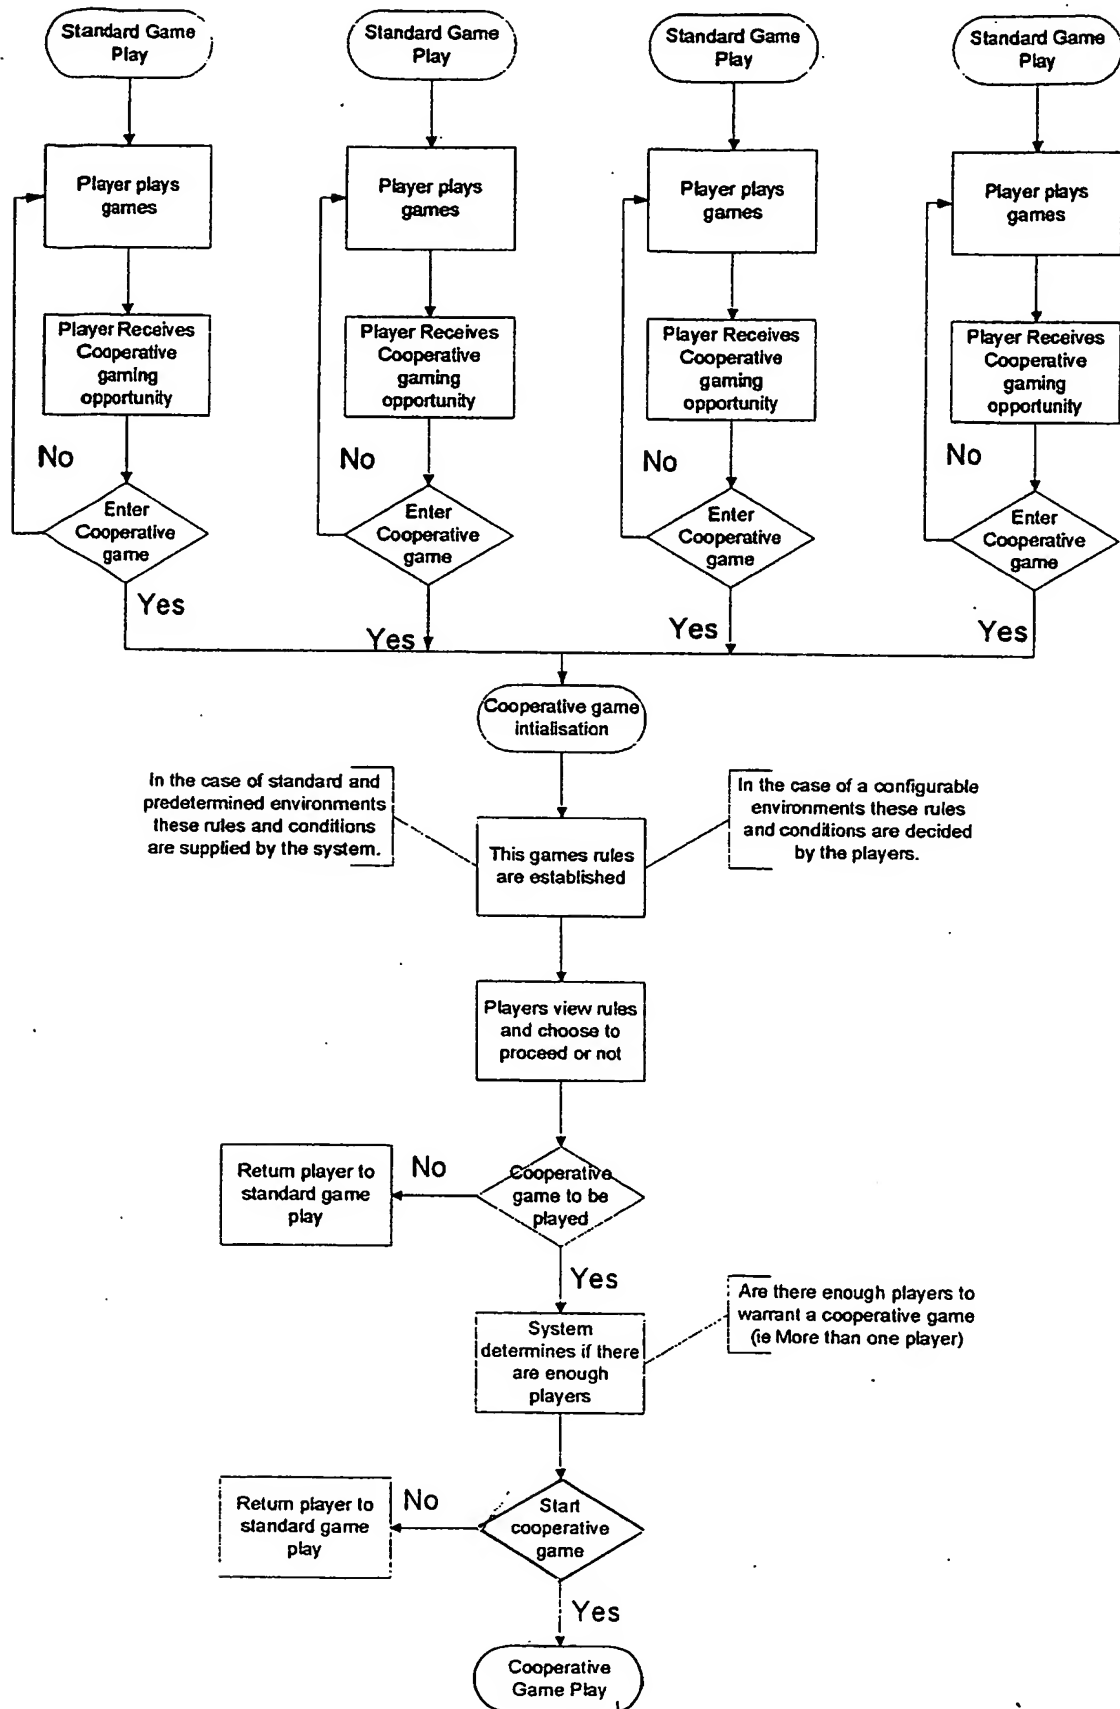 Standard Game
Play
Standard Game
Play
Standard Game
Play
Standard Game
Play
Player plays
games
Player plays
games
Player plays
games
Player plays
games
Player Receives
Cooperative
gaming
opportunity
Player Receives
Cooperative
gaming
opportunity
Player Receives
Cooperative
gaming
opportunity
Player Receives
Cooperative
gaming
opportunity
No
No
No
No
Enter
Cooperative
game
Enter
Cooperative
game
Enter
Cooperative
game
Enter
Cooperative
game
Yes
Yes
Yes
Yes
Cooperative game
intialisation
In the case of standard and
predetermined environments
these rules and conditions
are supplied by the system.
In the case of a configurable
environments these rules
and conditions are decided
by the players.
This games rules
are established
Players view rules
and choose to
proceed or not
Return player to
standard game
play
No
Cooperative
game to be
played
Yes
Are there enough players to
warrant a cooperative game
(ie More than one player)
System
determines if there
are enough
players
Return player to
standard game
play
No
Start
cooperative
game
Yes
Cooperative
Game Play